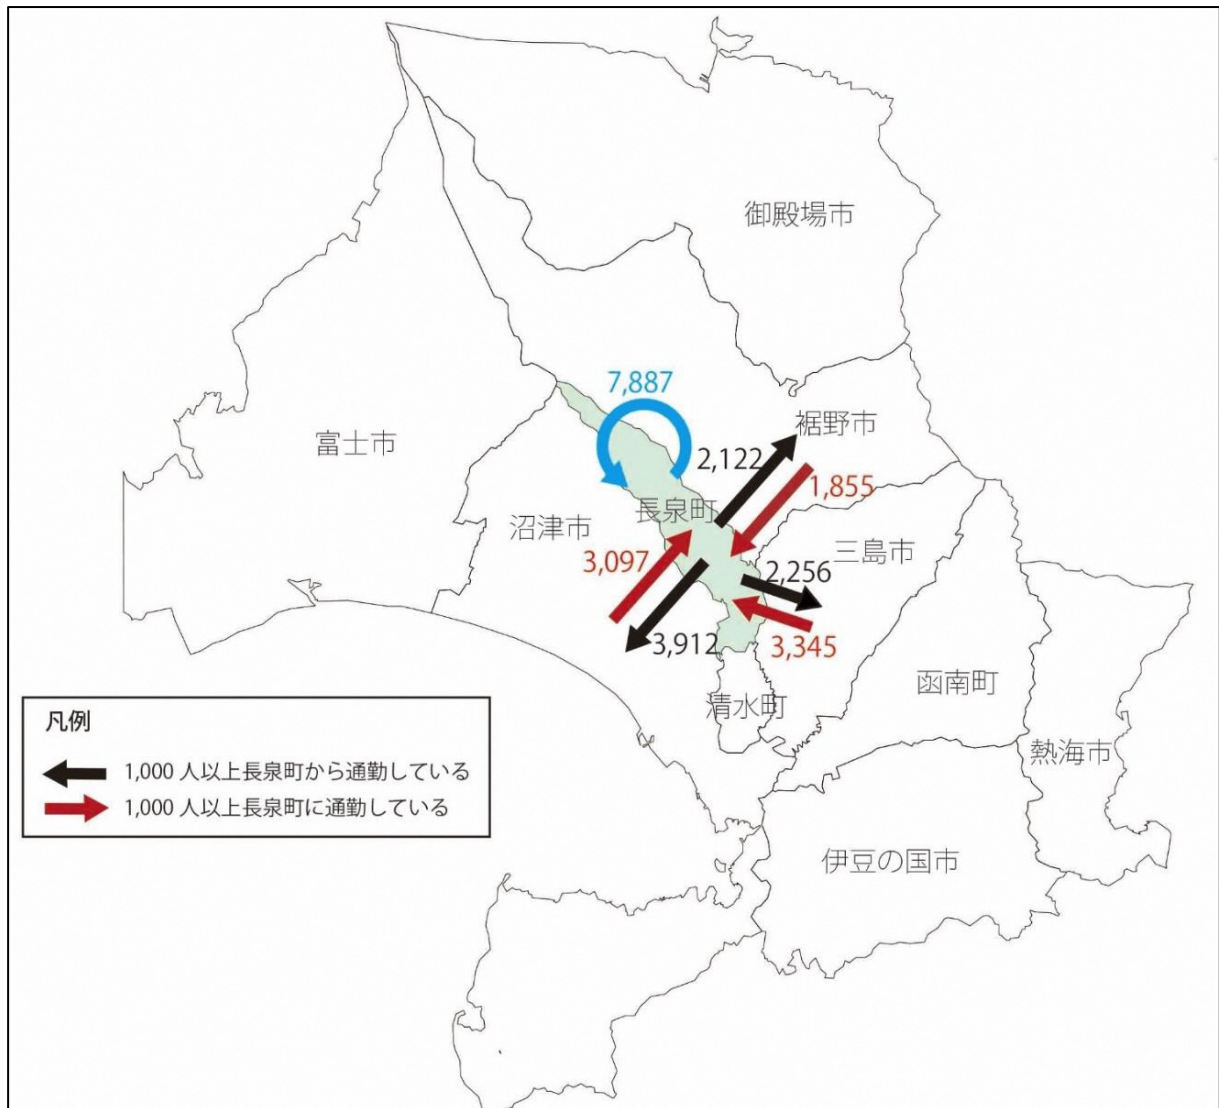 御殿場市
7,887
裾野市
富士市
2,122
1,855
長泉町
沼津市
三島市
3,097
2,256
3,912
3,345
函南町
清水町
熱海市
凡例
1,000 人以上長泉町から通勤している
1,000 人以上長泉町に通勤している
伊豆の国市